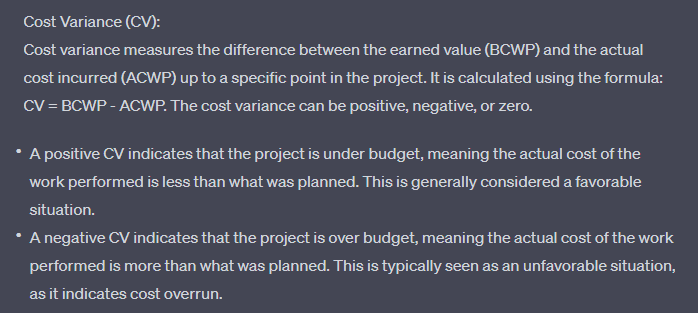 Cost Variance (CV):
Cost variance measures the difference between the earned value (BCWP) and the actual
cost incurred (ACWP) up to a specific point in the project. It is calculated using the formula:
CV = BCWP - ACWP. The cost variance can be positive, negative, or zero.
• A positive CV indicates that the project is under budget, meaning the actual cost of the
work performed is less than what was planned. This is generally considered a favorable
situation.
• A negative CV indicates that the project is over budget, meaning the actual cost of the work
performed is more than what was planned. This is typically seen as an unfavorable situation,
as it indicates cost overrun.